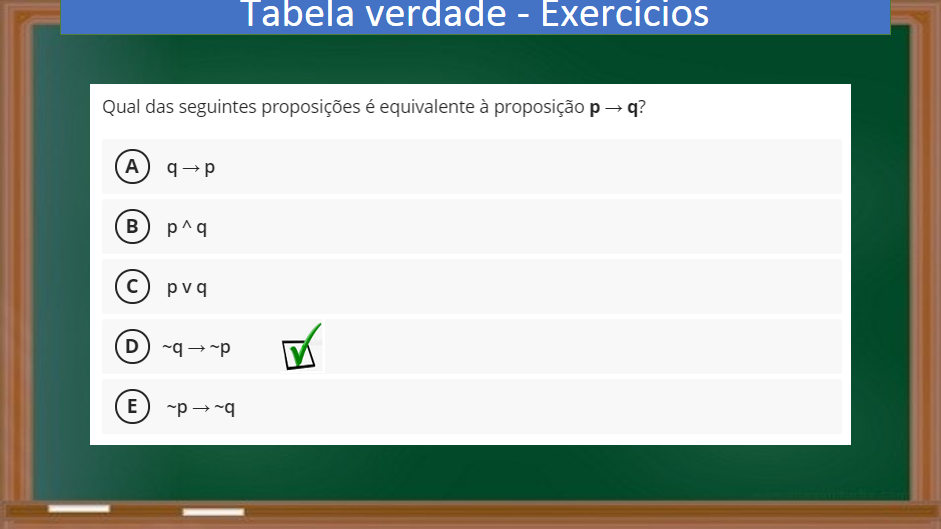 Tabela verdade - Exercícios
Qual das seguintes proposições é equivalente à proposição p → q?
A q → p
B p ^ q
C p v q
D ~q → ~p
E ~p → ~q